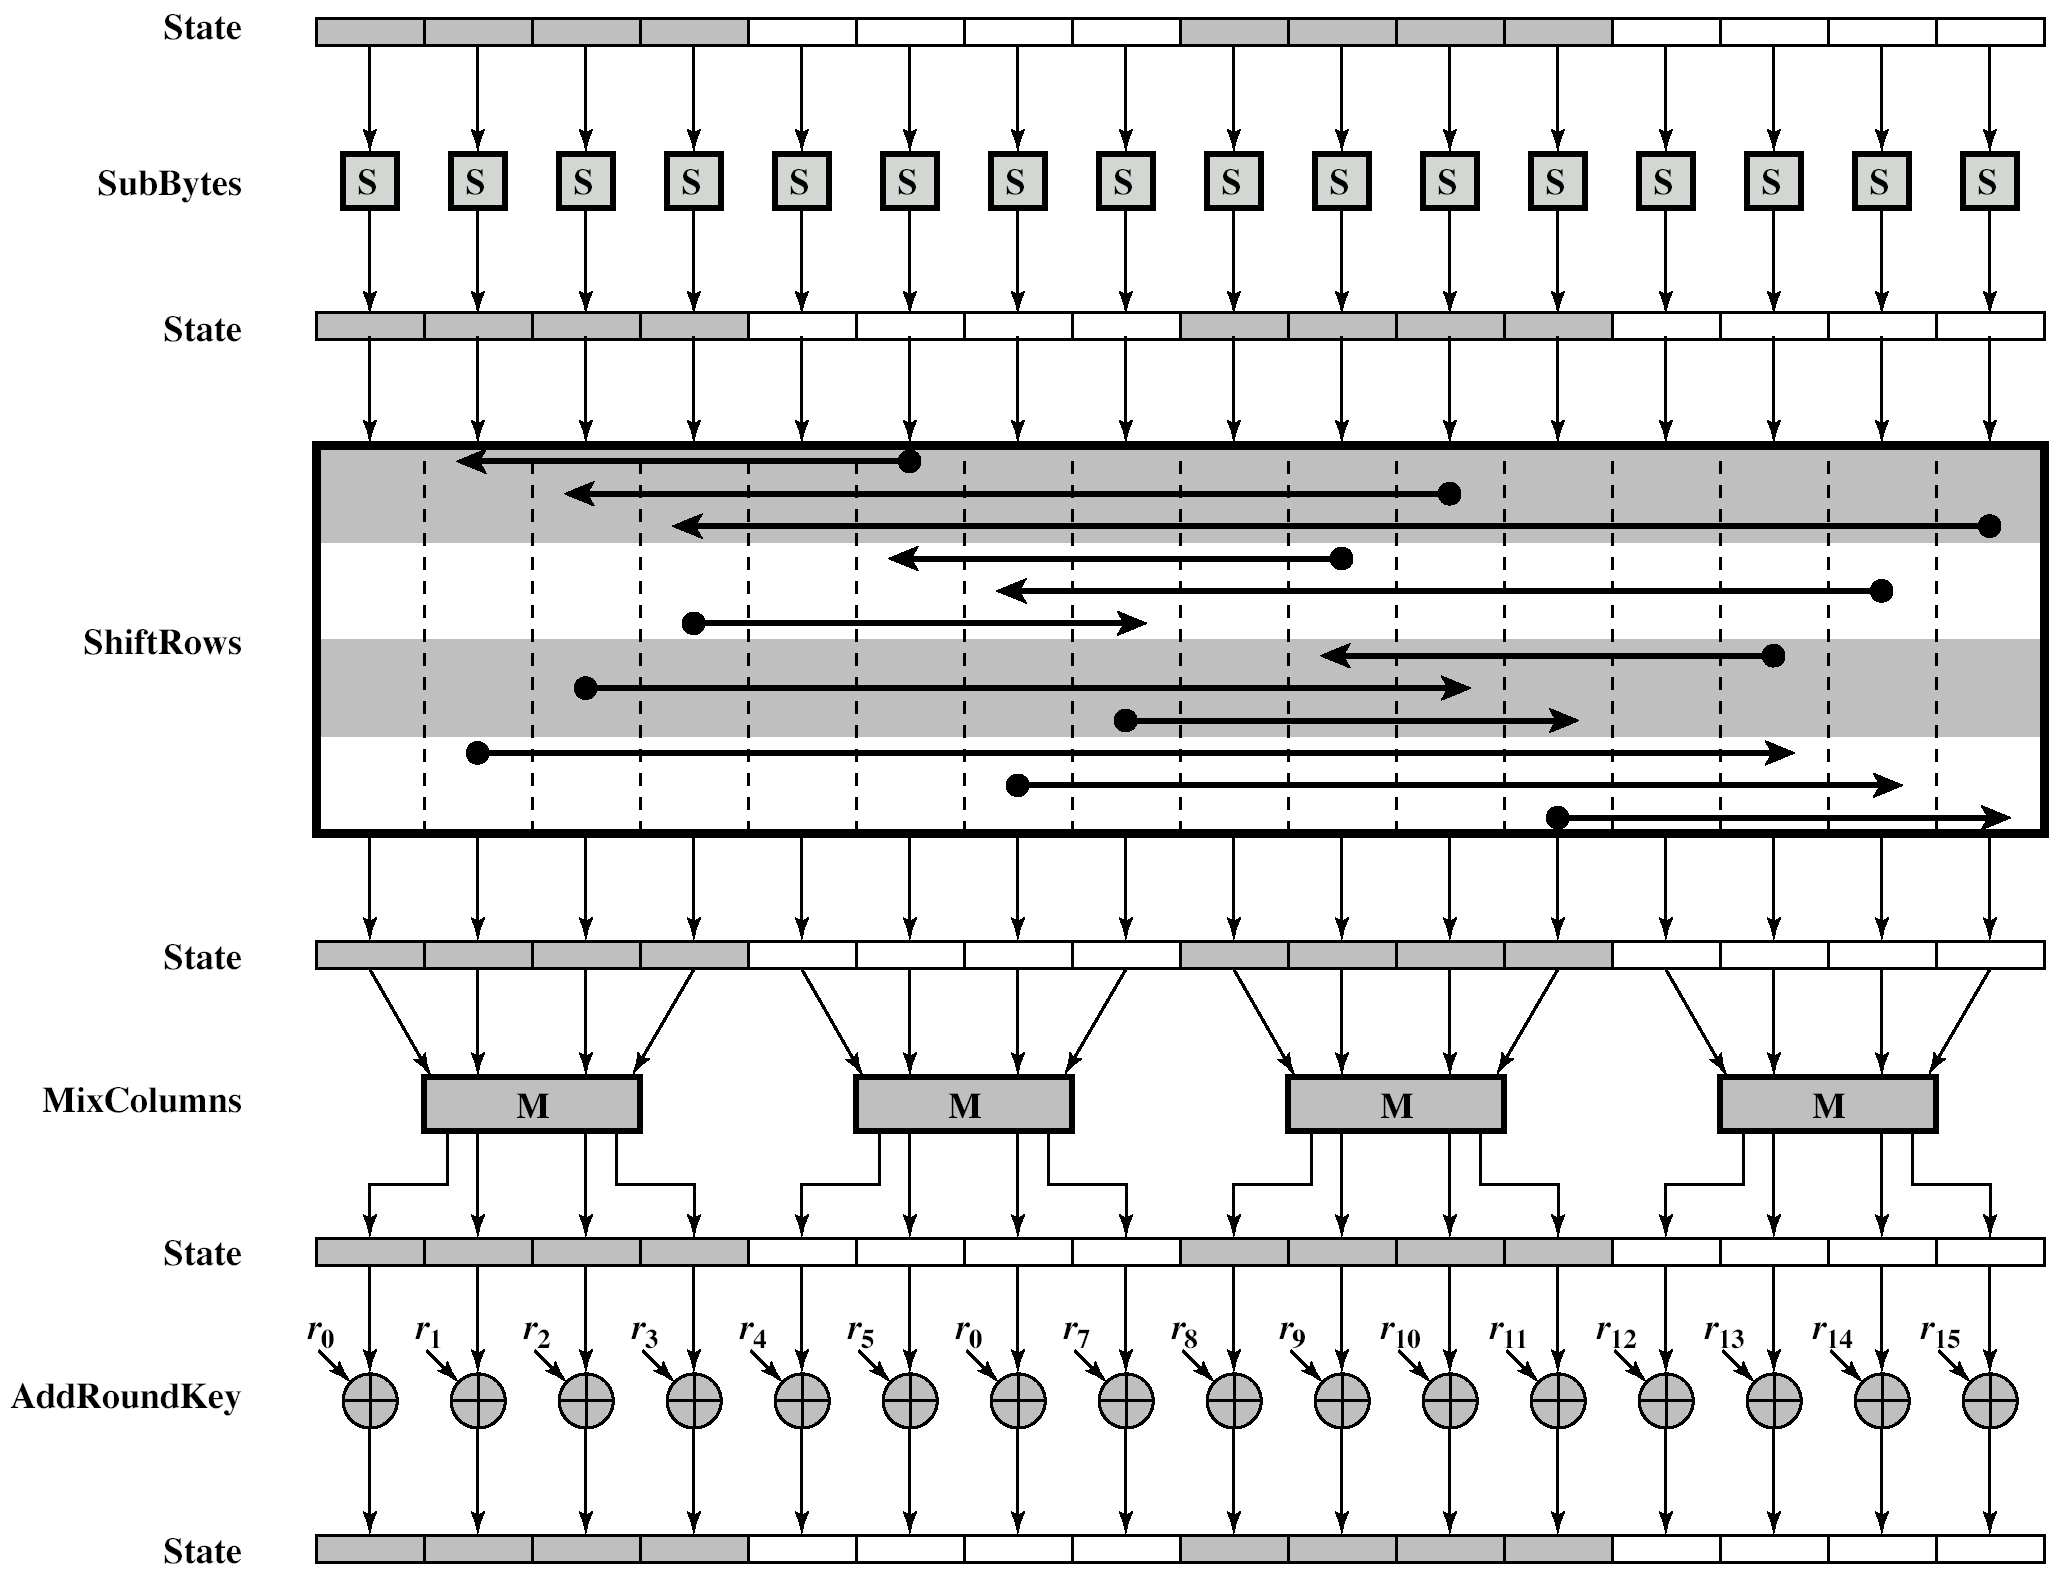 State
SubBytes
S S S S S S S S S S S S S S S S
State
ShiftRows
State
MixColumns
M M M M
State
r0 r1 r2 r3 r4 r5 r0 r7 r8 r9 r10 r11 r12 r13 r14 r15
AddRoundKey
State